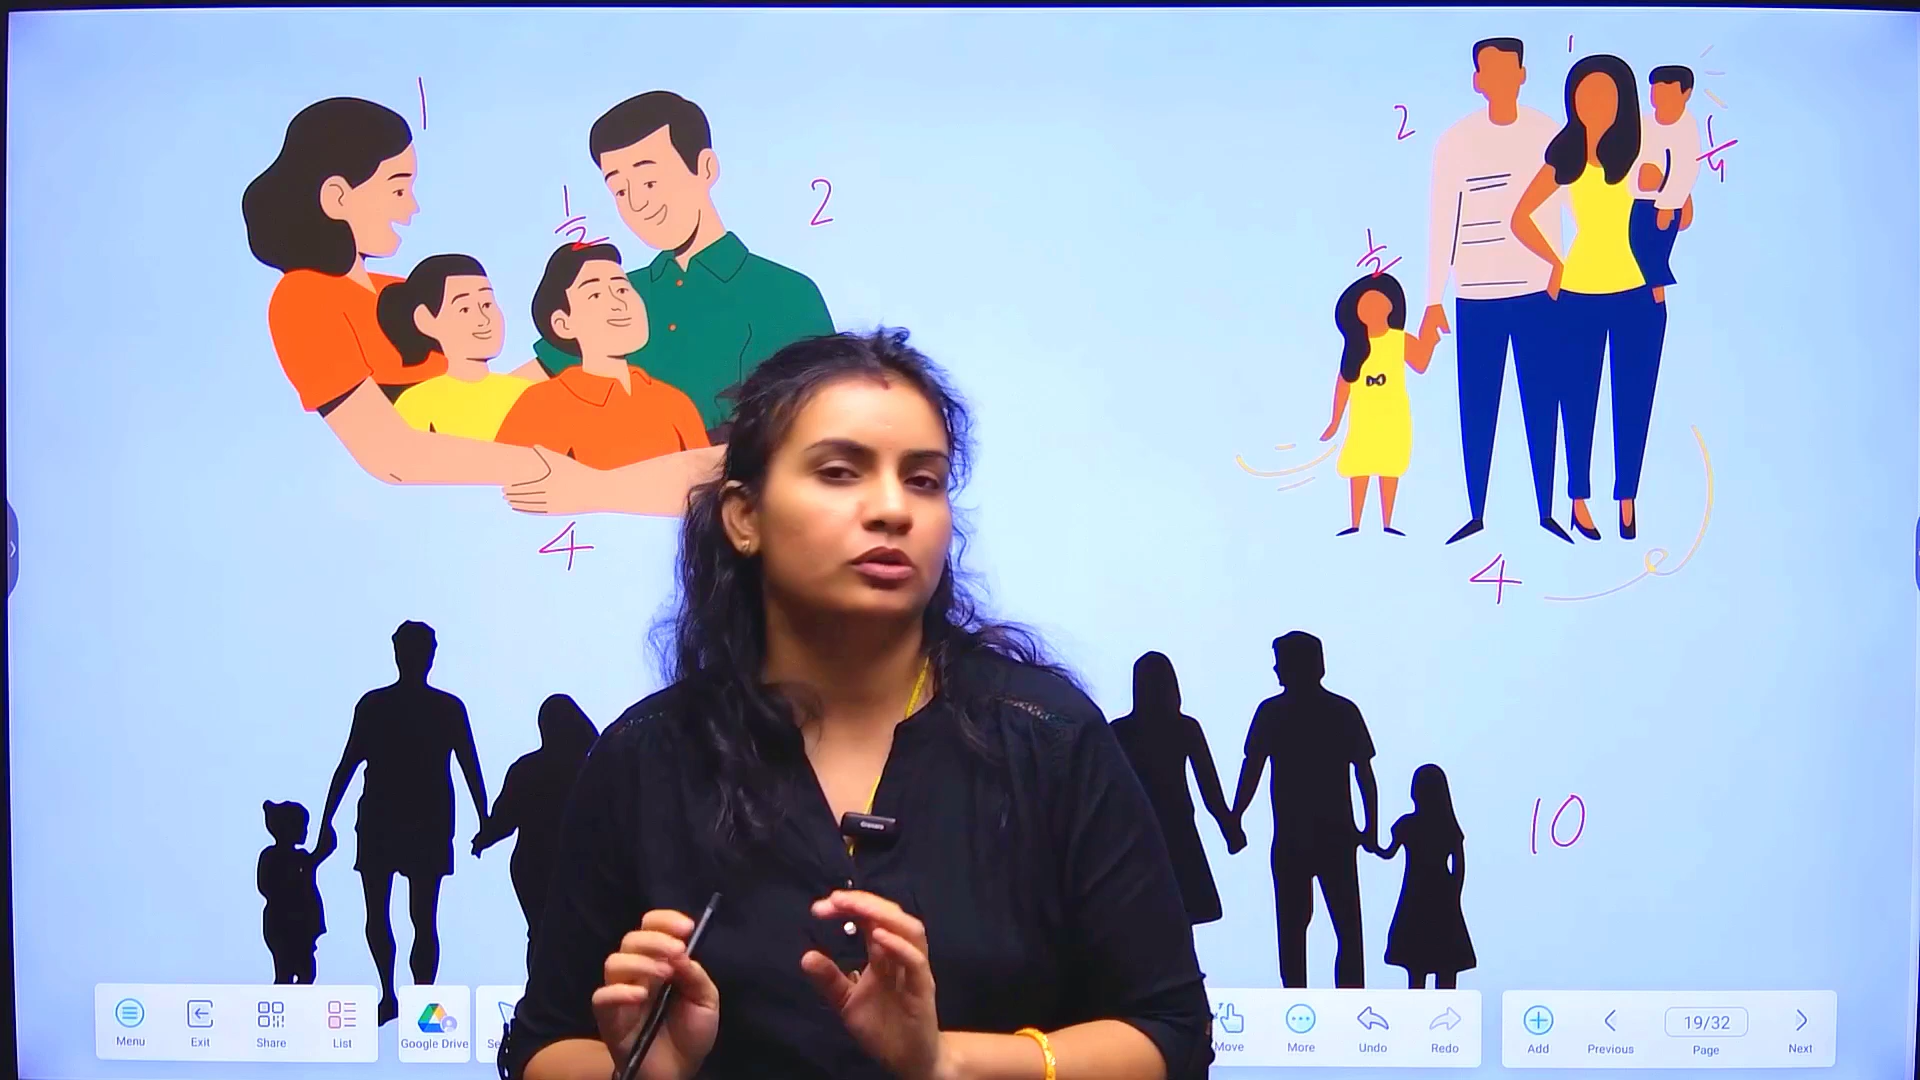 1
2
1/2
4
1
2
1/4
1/2
4
10
Menu
Exit
Share
List
Google Drive
Se
Move
More
Undo
Redo
Add
Previous
19/32
Page
Next